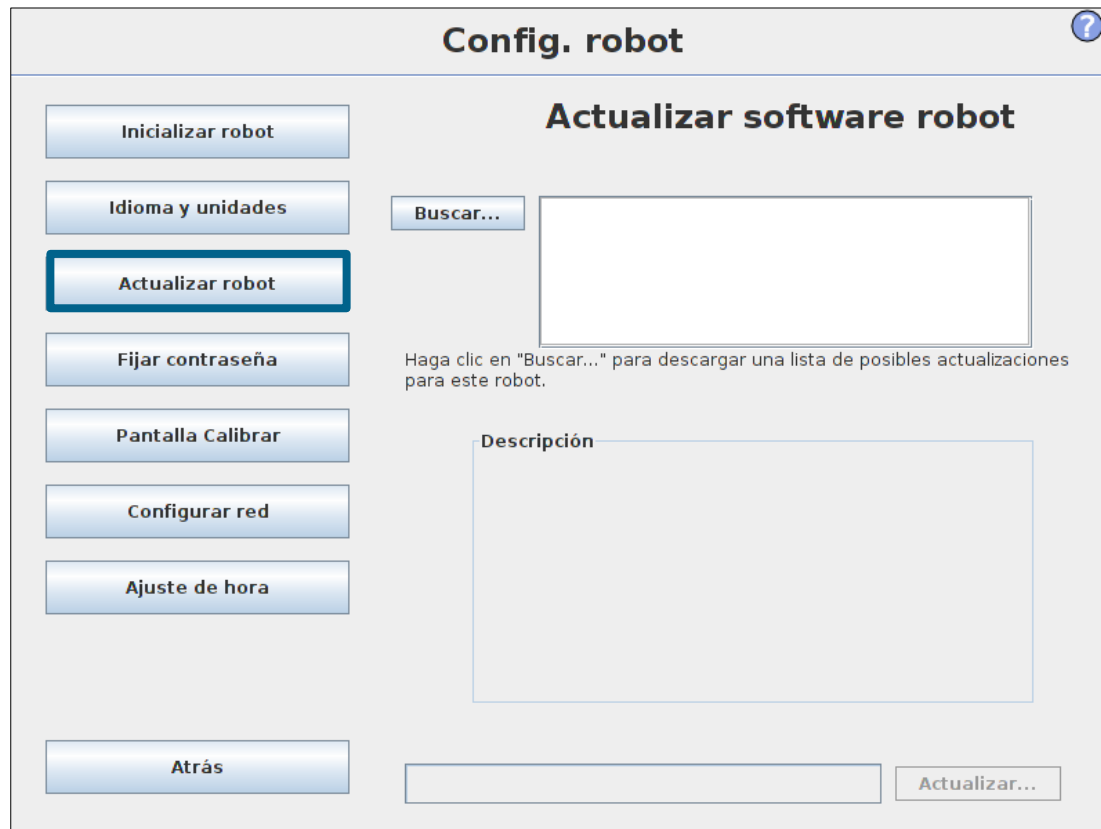 Config. robot
?
Inicializar robot
Idioma y unidades
Actualizar robot
Fijar contraseña
Pantalla Calibrar
Configurar red
Ajuste de hora
Atrás
Actualizar software robot
Buscar...
Haga clic en "Buscar..." para descargar una lista de posibles actualizaciones
para este robot.
Descripción
Actualizar...